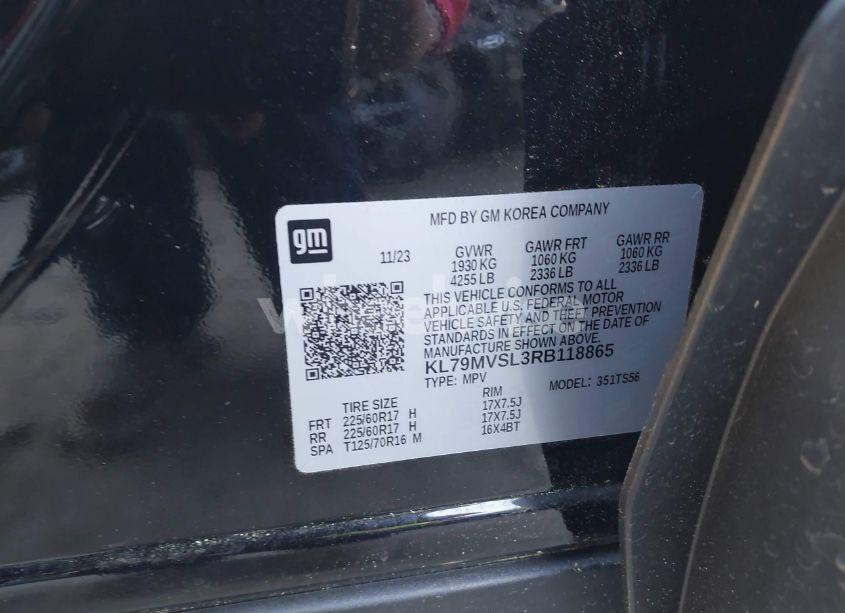 gm
MFD BY GM KOREA COMPANY
11/23
GVWR GAWR FRT GAWR RR
1930 KG 1060 KG 1060 KG
4255 LB 2336 LB 2336 LB
THIS VEHICLE CONFORMS TO ALL
APPLICABLE U.S. FEDERAL MOTOR
VEHICLE SAFETY AND THEFT PREVENTION
STANDARDS IN EFFECT ON THE DATE OF
MANUFACTURE SHOWN ABOVE.
KL79MVSL3RB118865
TYPE: MPV MODEL: 351TS56
TIRE SIZE RIM
FRT 225/60R17 H 17X7.5J
RR 225/60R17 H 17X7.5J
SPA T125/70R16 M 16X4BT